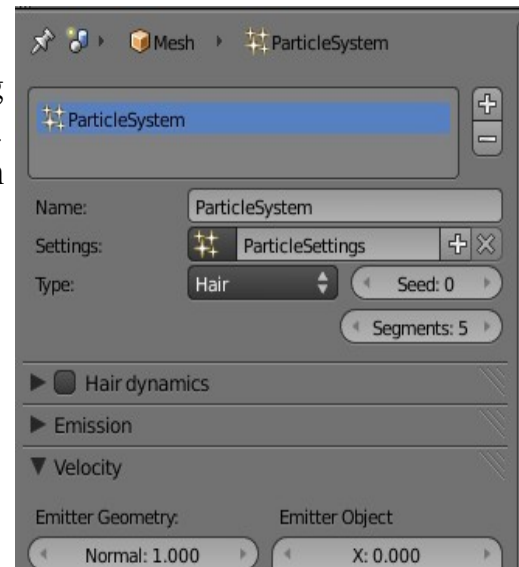 Mesh ParticleSystem
ParticleSystem
Name: ParticleSystem
Settings: ParticleSettings
Type: Hair Seed: 0
Segments: 5
Hair dynamics
Emission
Velocity
Emitter Geometry: Emitter Object
Normal: 1.000 X: 0.000